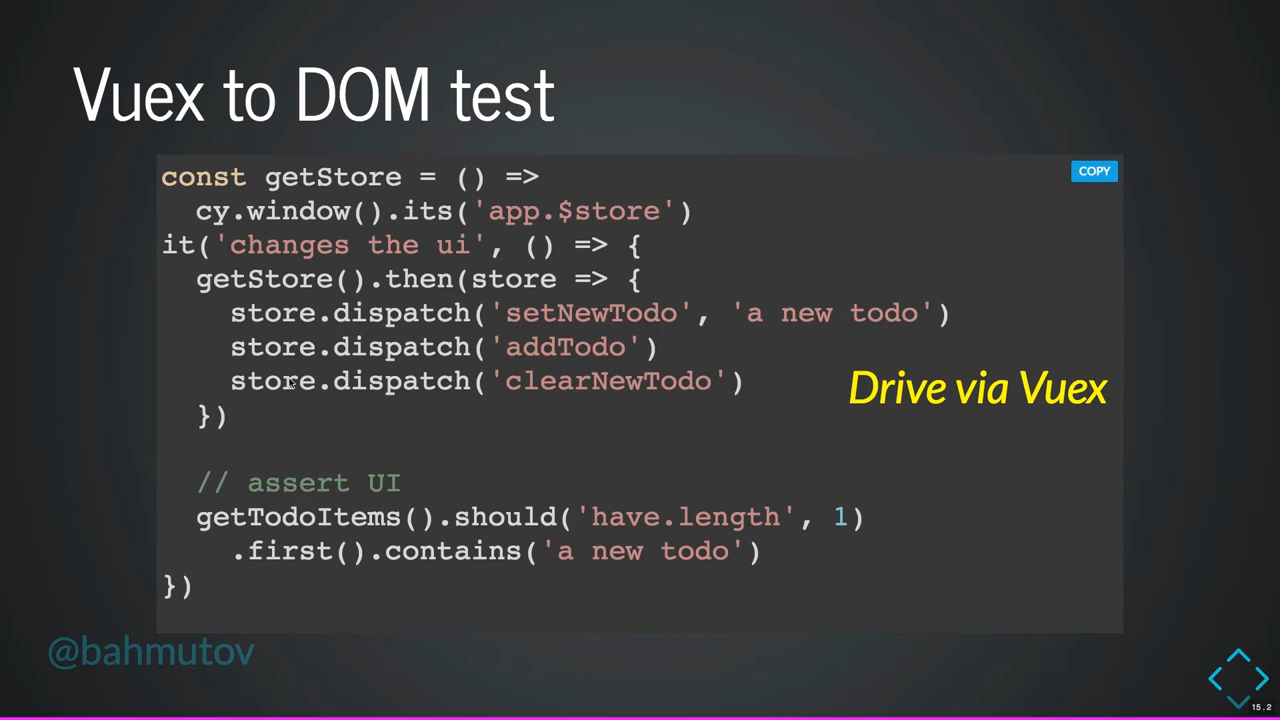 Vuex to DOM test
const getStore = () =>
  cy.window().its('app.$store')
it('changes the ui', () => {
  getStore().then(store => {
    store.dispatch('setNewTodo', 'a new todo')
    store.dispatch('addTodo')
    store.dispatch('clearNewTodo')
  })
  // assert UI
  getTodoItems().should('have.length', 1)
    .first().contains('a new todo')
})
COPY
Drive via Vuex
@bahmutov
15.2